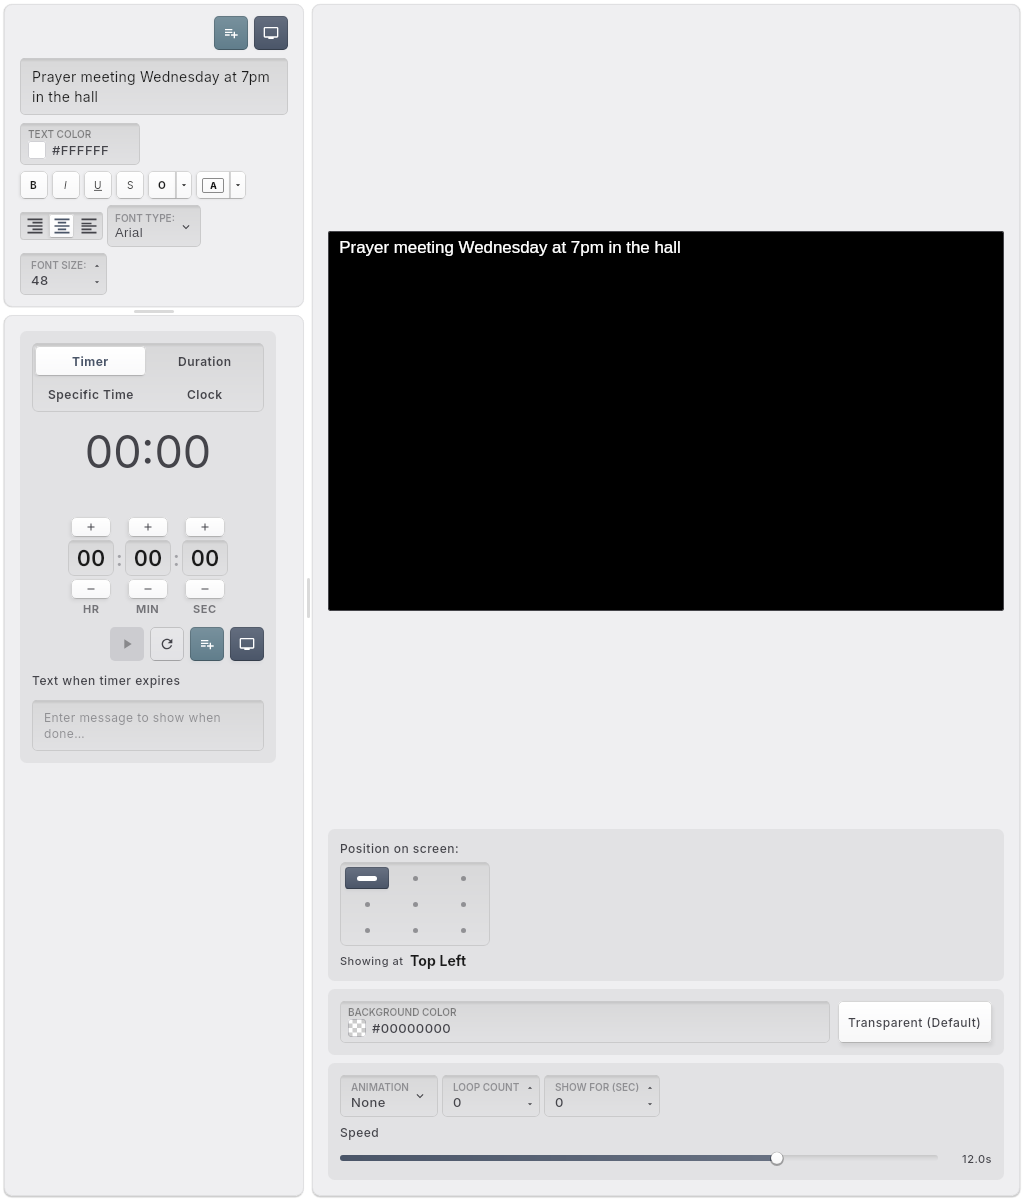 Prayer meeting Wednesday at 7pm
in the hall
TEXT COLOR
#FFFFFF
B I U S O A
FONT TYPE:
Arial
FONT SIZE:
48
Timer Duration
Specific Time Clock
00:00
+ + +
00 : 00 : 00
− − −
HR MIN SEC
Text when timer expires
Enter message to show when
done...
Prayer meeting Wednesday at 7pm in the hall
Position on screen:
Showing at Top Left
BACKGROUND COLOR
#00000000
Transparent (Default)
ANIMATION
None
LOOP COUNT
0
SHOW FOR (SEC)
0
Speed
12.0s